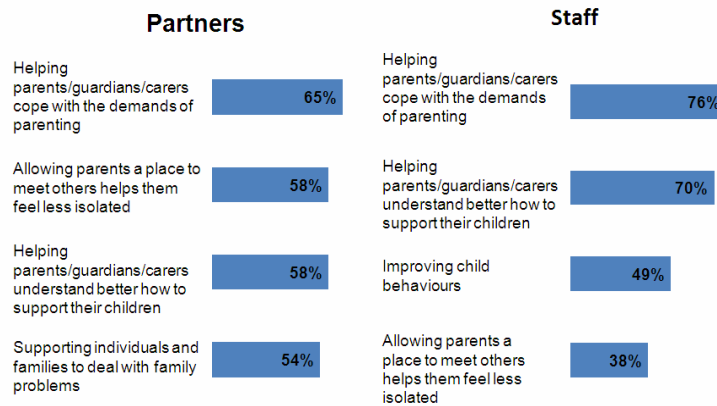 Partners
Helping
parents/guardians/carers
cope with the demands of
parenting
65%
Allowing parents a place to
meet others helps them
feel less isolated
58%
Helping
parents/guardians/carers
understand better how to
support their children
58%
Supporting individuals and
families to deal with family
problems
54%
Staff
Helping
parents/guardians/carers
cope with the demands
of parenting
76%
Helping
parents/guardians/carers
understand better how to
support their children
70%
Improving child
behaviours
49%
Allowing parents a
place to meet others
helps them feel less
isolated
38%